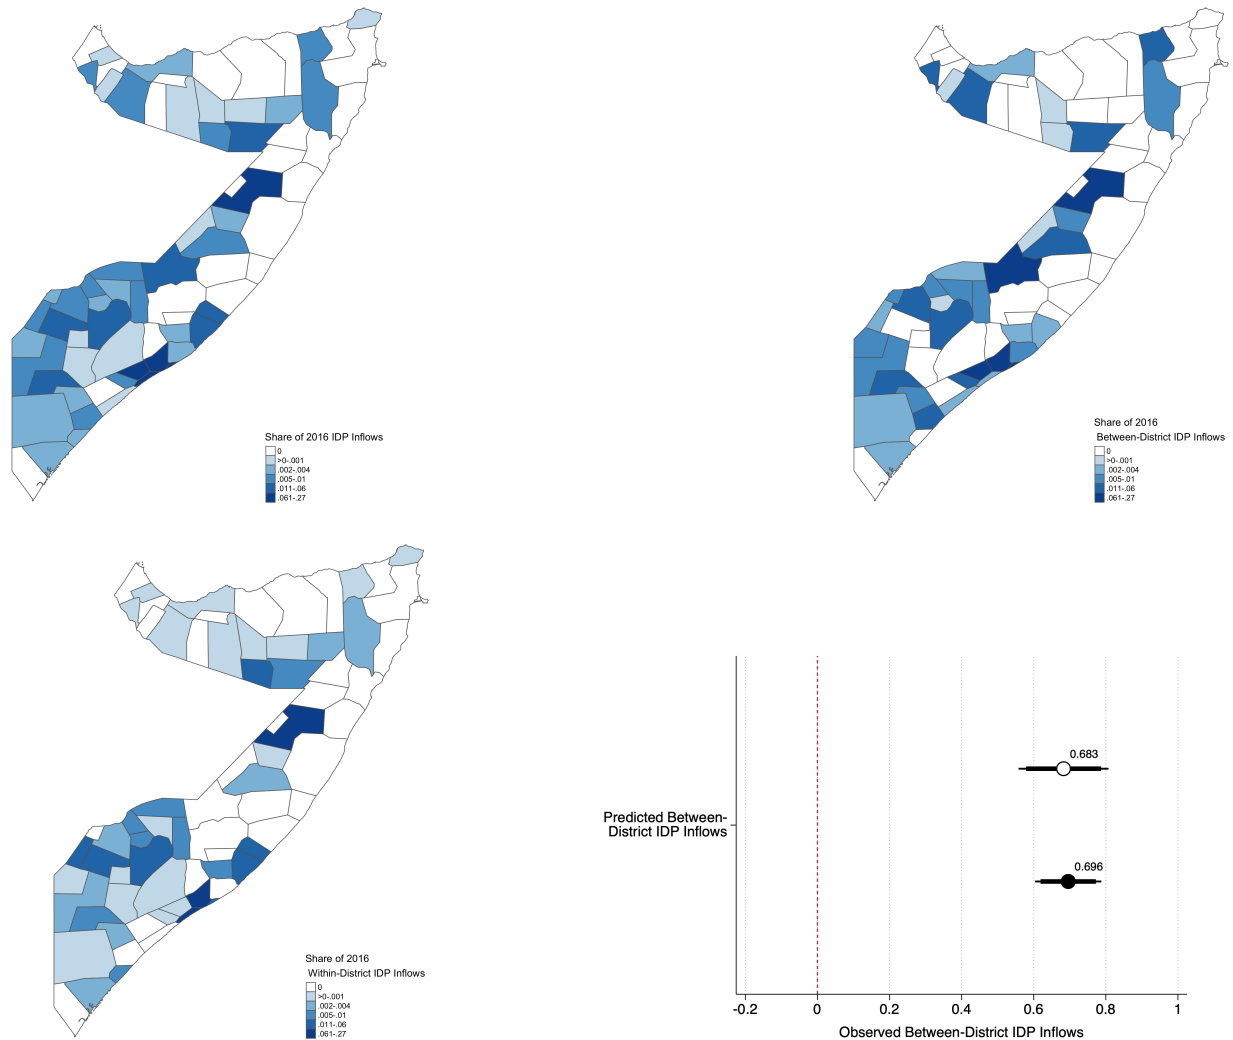 Share of 2016 IDP Inflows
0
>0-.001
.002-.004
.005-.01
.011-.06
.061-.27
Share of 2016
Between-District IDP Inflows
0
>0-.001
.002-.004
.005-.01
.011-.06
.061-.27
Share of 2016
Within-District IDP Inflows
0
>0-.001
.002-.004
.005-.01
.011-.06
.061-.27
0.683
Predicted Between-
District IDP Inflows
0.696
-0.2 0 0.2 0.4 0.6 0.8 1
Observed Between-District IDP Inflows